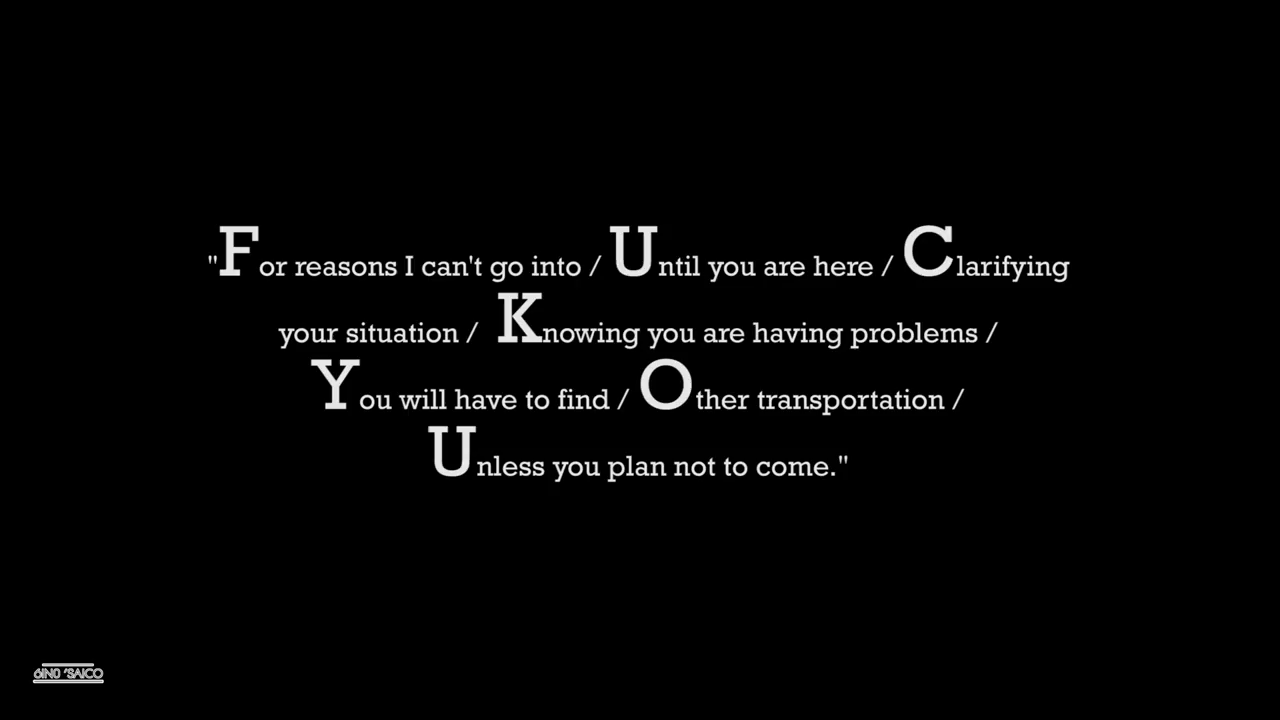 "For reasons I can't go into / Until you are here / Clarifying
your situation / Knowing you are having problems /
You will have to find / Other transportation /
Unless you plan not to come."
6IN0 'SAICO